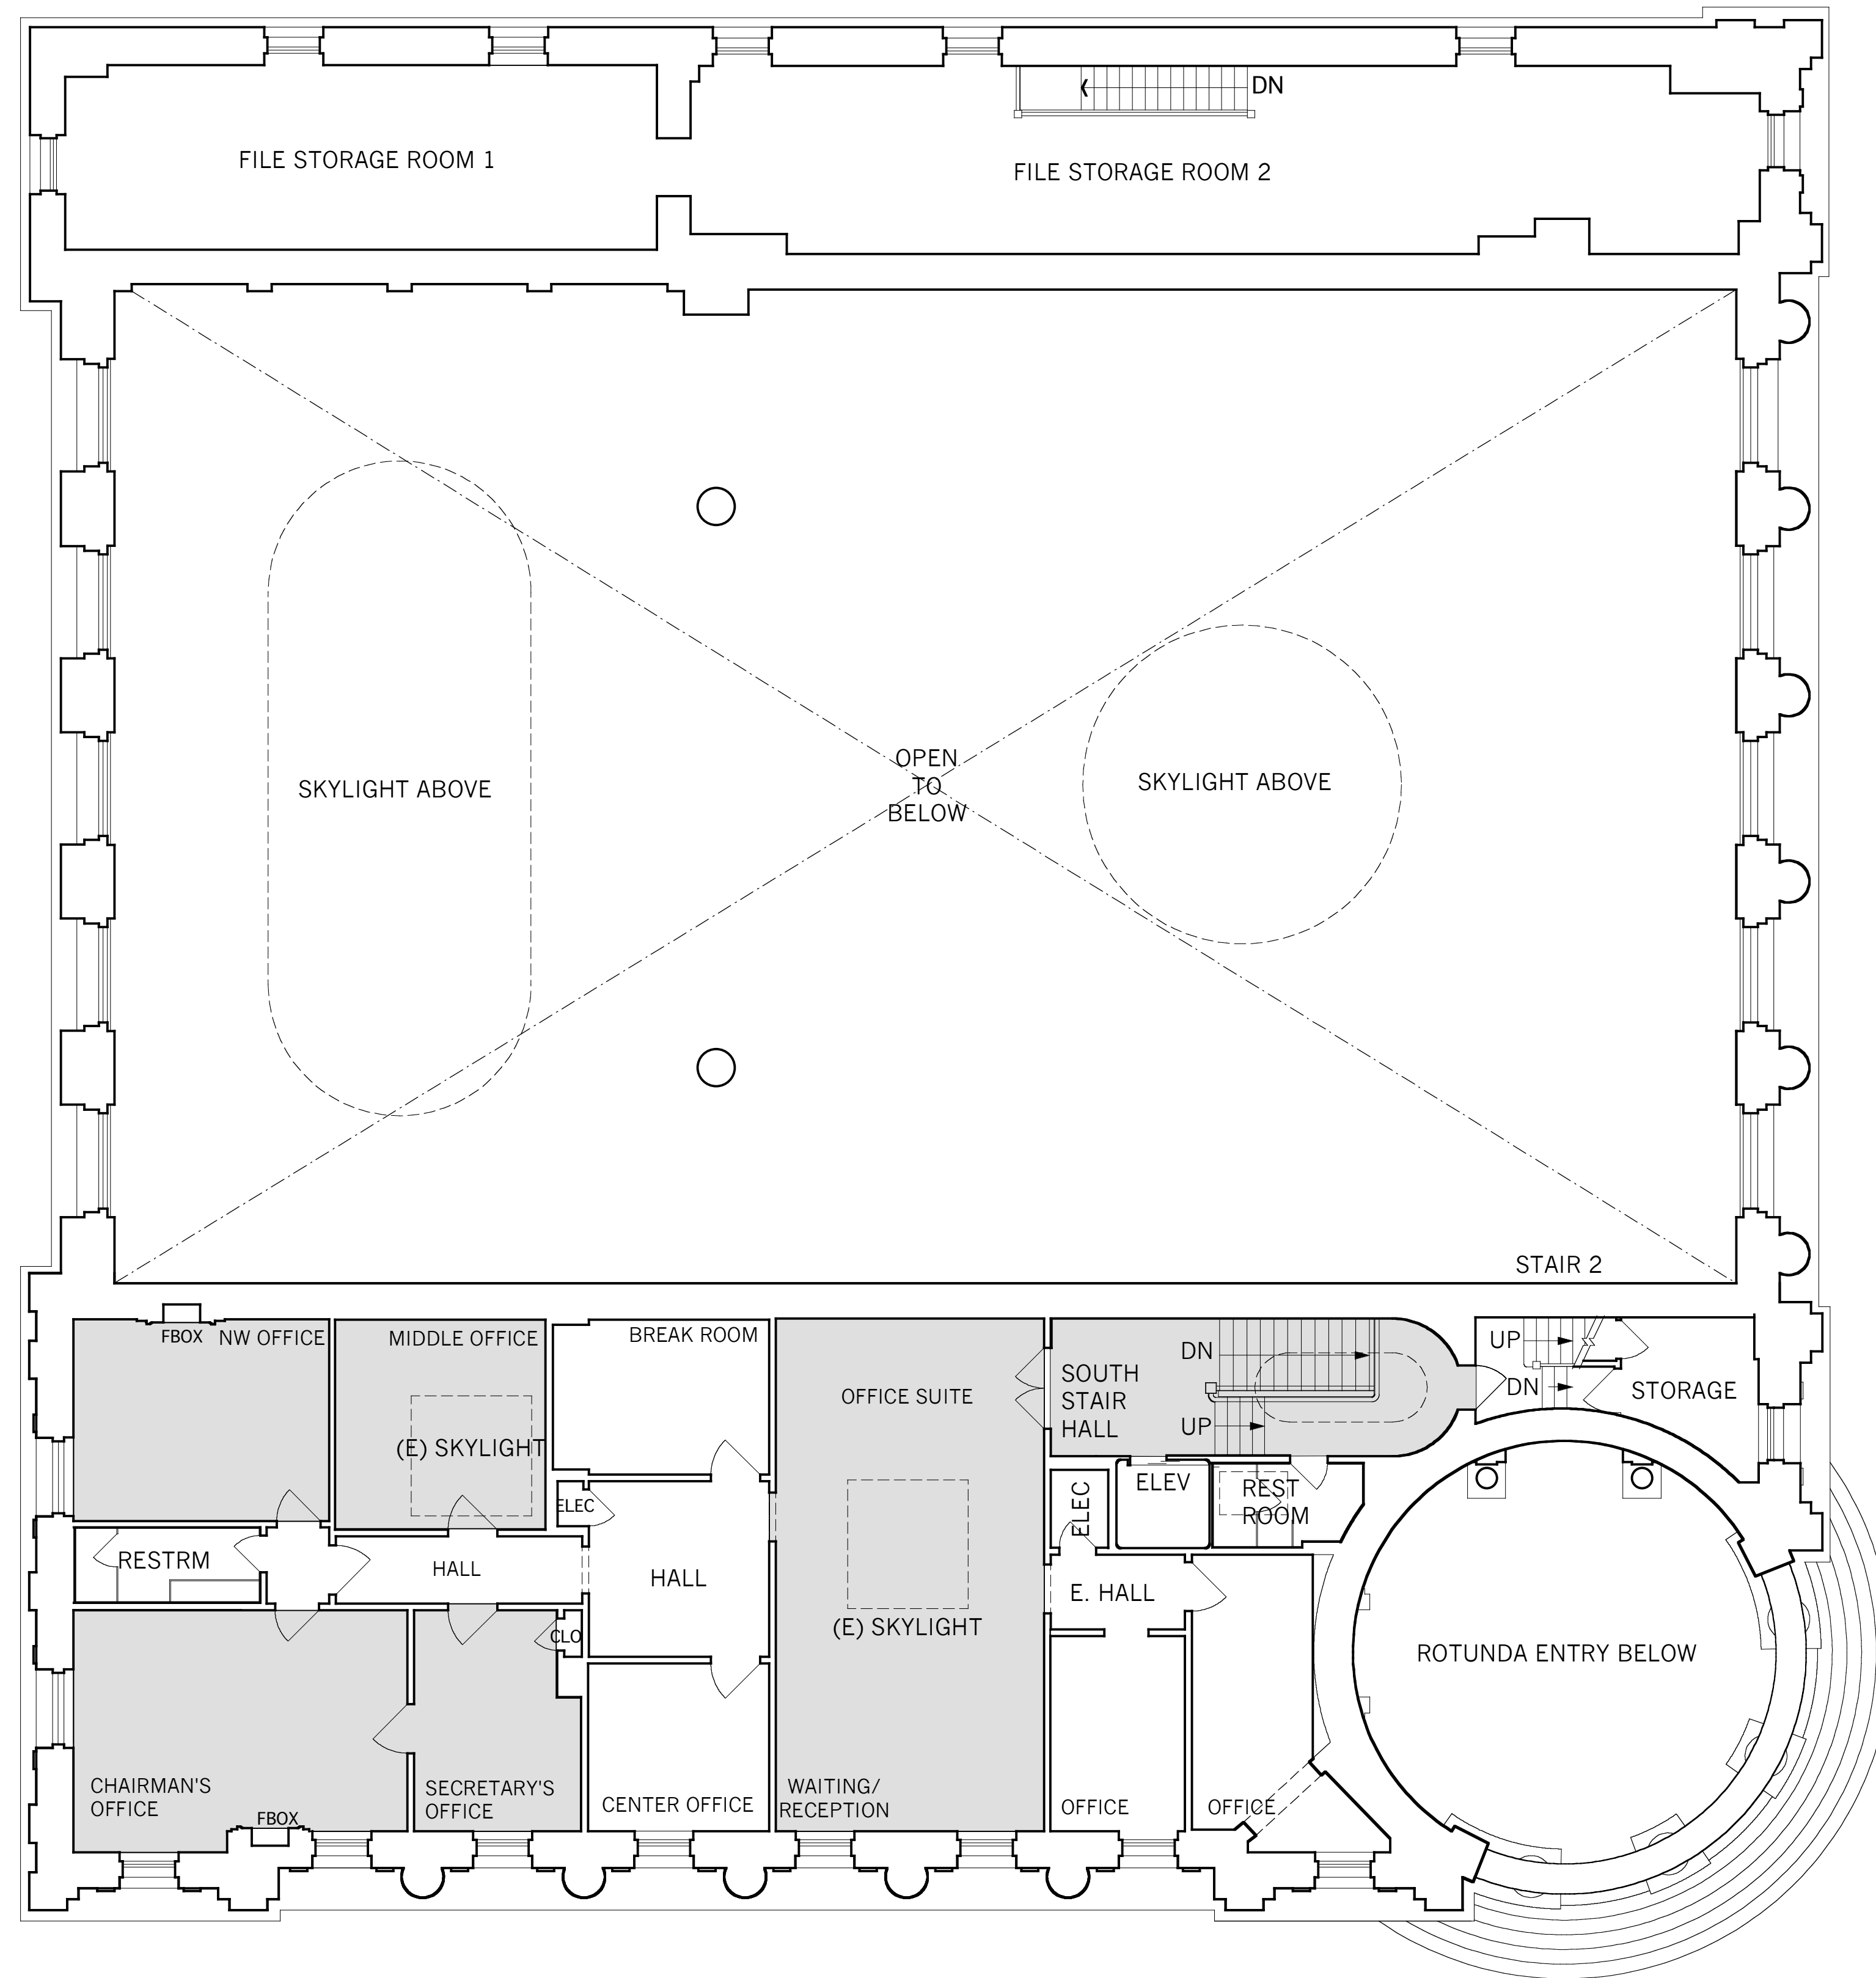 DN
FILE STORAGE ROOM 1
FILE STORAGE ROOM 2
OPEN
TO
BELOW
SKYLIGHT ABOVE
SKYLIGHT ABOVE
STAIR 2
FBOX
NW OFFICE
MIDDLE OFFICE
(E) SKYLIGHT
BREAK ROOM
OFFICE SUITE
(E) SKYLIGHT
DN
SOUTH
STAIR
HALL
UP
UP
DN
STORAGE
ELEC
ELEC
ELEV
REST
ROOM
RESTRM
HALL
HALL
E. HALL
CLO
ROTUNDA ENTRY BELOW
CHAIRMAN'S
OFFICE
FBOX
SECRETARY'S
OFFICE
CENTER OFFICE
WAITING/
RECEPTION
OFFICE
OFFICE